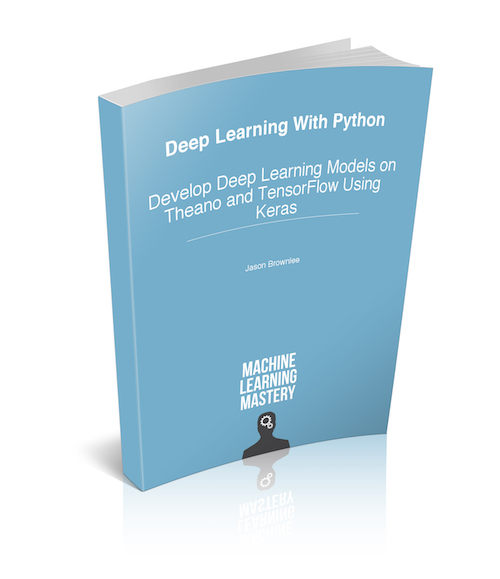 Deep Learning With Python
Develop Deep Learning Models on
Theano and TensorFlow Using
Keras
Jason Brownlee
MACHINE
LEARNING
MASTERY